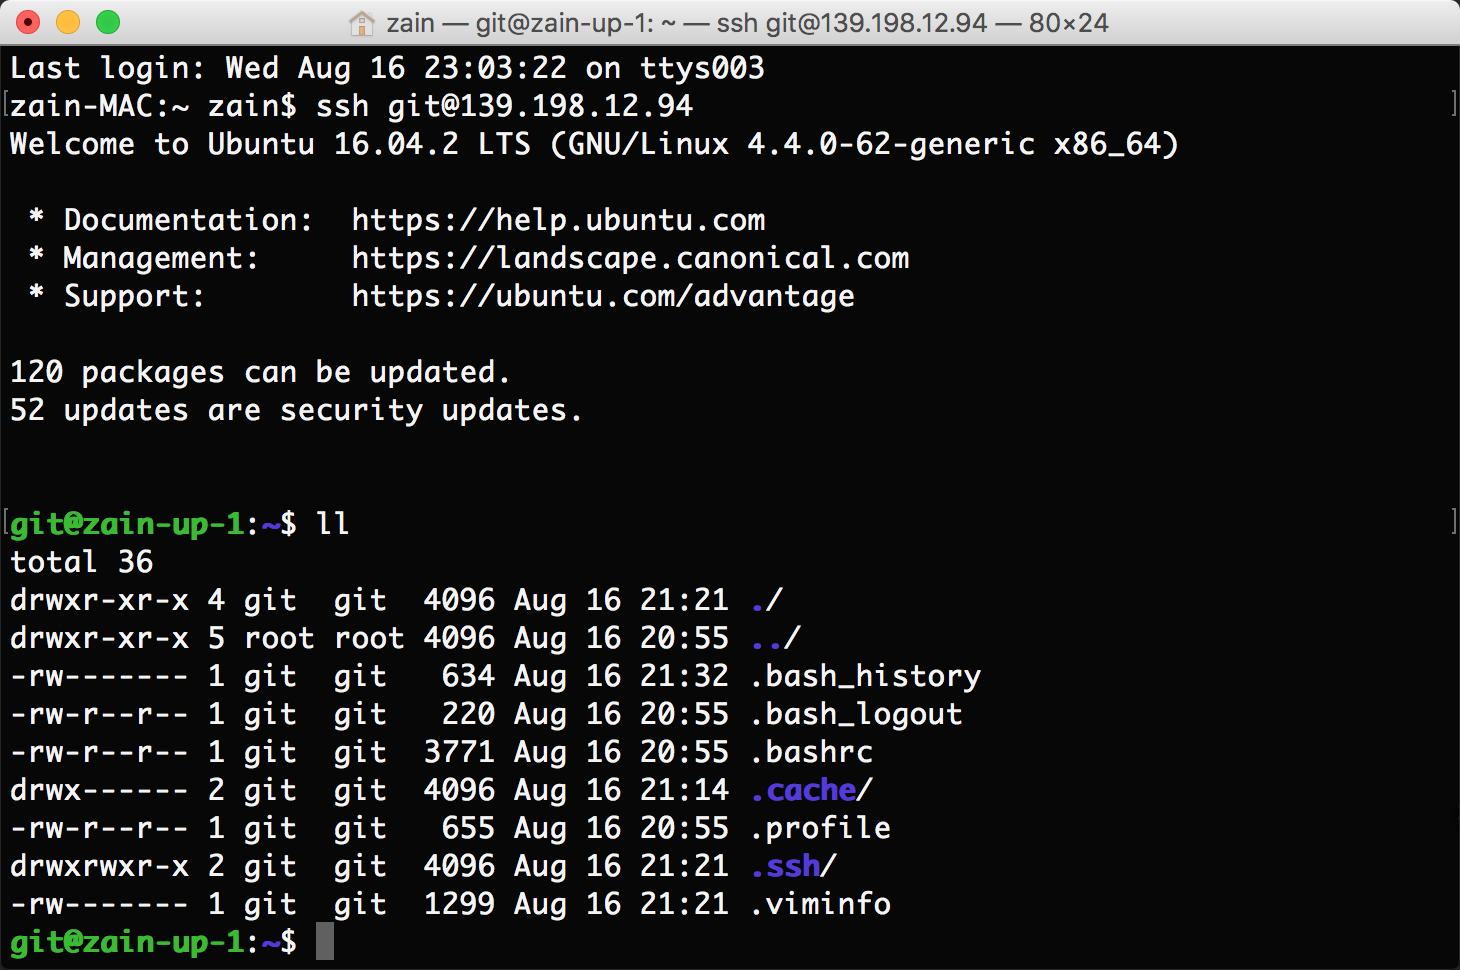 zain — git@zain-up-1: ~ — ssh git@139.198.12.94 — 80×24
Last login: Wed Aug 16 23:03:22 on ttys003
[zain-MAC:~ zain$ ssh git@139.198.12.94 ]
Welcome to Ubuntu 16.04.2 LTS (GNU/Linux 4.4.0-62-generic x86_64)
 * Documentation:  https://help.ubuntu.com
 * Management:     https://landscape.canonical.com
 * Support:        https://ubuntu.com/advantage
120 packages can be updated.
52 updates are security updates.
[git@zain-up-1:~$ ll ]
total 36
drwxr-xr-x 4 git  git  4096 Aug 16 21:21 ./
drwxr-xr-x 5 root root 4096 Aug 16 20:55 ../
-rw------- 1 git  git   634 Aug 16 21:32 .bash_history
-rw-r--r-- 1 git  git   220 Aug 16 20:55 .bash_logout
-rw-r--r-- 1 git  git  3771 Aug 16 20:55 .bashrc
drwx------ 2 git  git  4096 Aug 16 21:14 .cache/
-rw-r--r-- 1 git  git   655 Aug 16 20:55 .profile
drwxrwxr-x 2 git  git  4096 Aug 16 21:21 .ssh/
-rw------- 1 git  git  1299 Aug 16 21:21 .viminfo
git@zain-up-1:~$